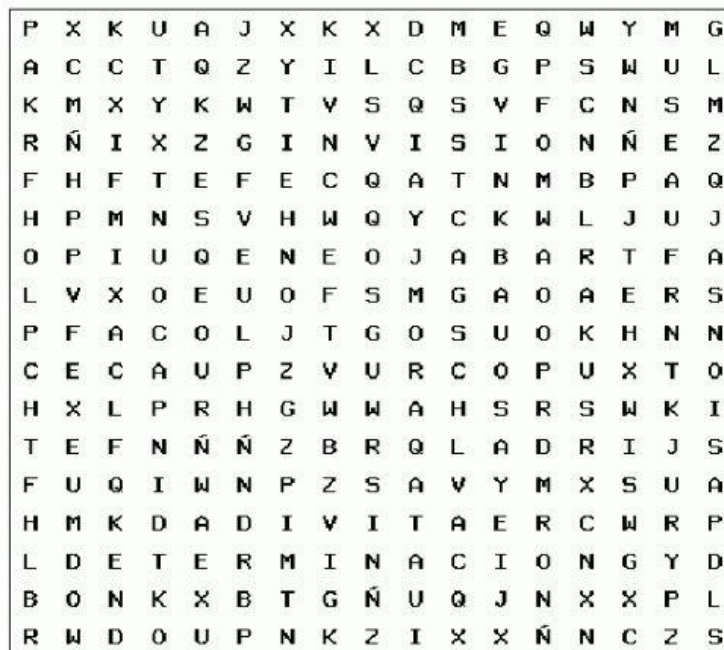 P X K U A J X K X D M E Q W Y M G
A C C T Q Z Y I L C B G P S W U L
K M X Y K W T V S Q S V F C N S M
R Ñ I X Z G I N V I S I O N Ñ E Z
F H F T E F E C Q A T N M B P A Q
H P M N S V H W Q Y C K W L J U J
O P I U Q E N E O J A B A R T F A
L V X O E U O F S M G A O A E R S
P F A C O L J T G O S U O K H N N
C E C A U P Z V U R C O P U X T O
H X L P R H G W W A H S R S W K I
T E F N Ñ Ñ Z B R Q L A D R I J S
F U Q I W N P Z S A V Y M X S U A
H M K D A D I V I T A E R C W R P
L D E T E R M I N A C I O N G Y D
B O N K X B T G Ñ U Q J N X X P L
R W D O U P N K Z I X X Ñ N C Z S